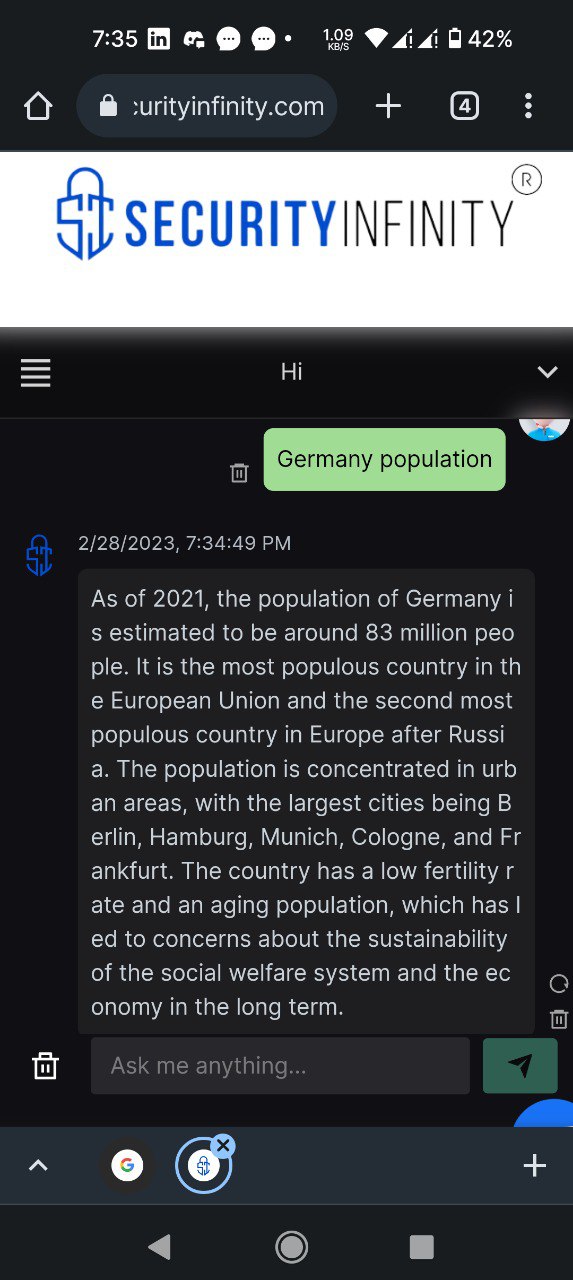 7:35 1.09 KB/S 42%
:urityinfinity.com 4
SECURITYINFINITY ®
Hi
Germany population
2/28/2023, 7:34:49 PM
As of 2021, the population of Germany i
s estimated to be around 83 million peo
ple. It is the most populous country in th
e European Union and the second most
populous country in Europe after Russi
a. The population is concentrated in urb
an areas, with the largest cities being B
erlin, Hamburg, Munich, Cologne, and Fr
ankfurt. The country has a low fertility r
ate and an aging population, which has l
ed to concerns about the sustainability
of the social welfare system and the ec
onomy in the long term.
Ask me anything...